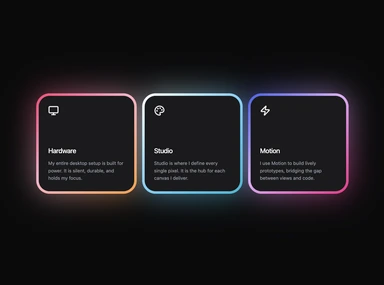 Hardware
My entire desktop setup is built for
power. It is silent, durable, and
holds my focus.
Studio
Studio is where I define every
single pixel. It is the hub for each
canvas I deliver.
Motion
I use Motion to build lively
prototypes, bridging the gap
between views and code.